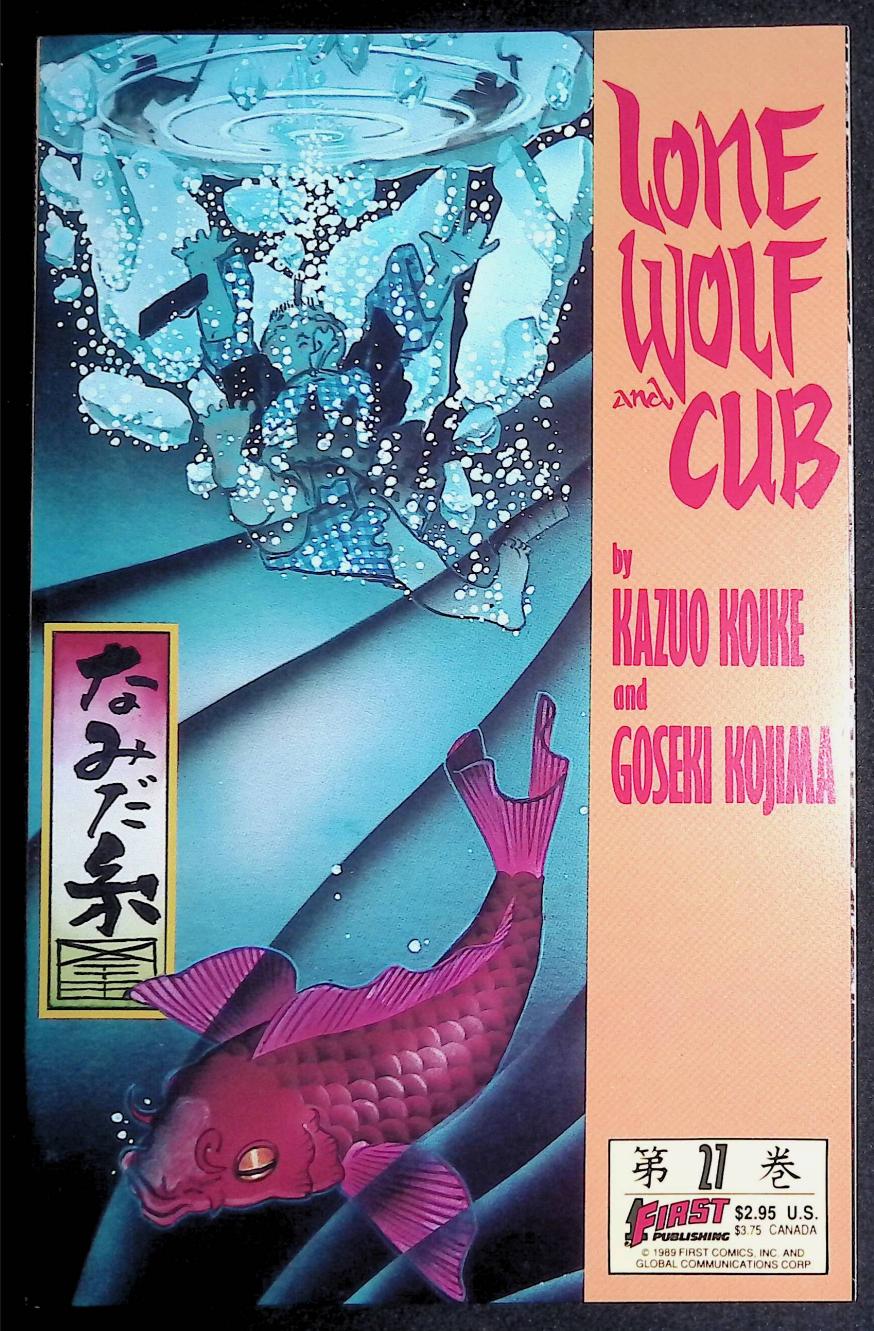 LONE
WOLF
and
CUB
by
KAZUO KOIKE
and
GOSEKI KOJIMA
なみだ糸
第 27 巻
FIRST
PUBLISHING
$2.95 U.S.
$3.75 CANADA
© 1989 FIRST COMICS, INC. AND
GLOBAL COMMUNICATIONS CORP